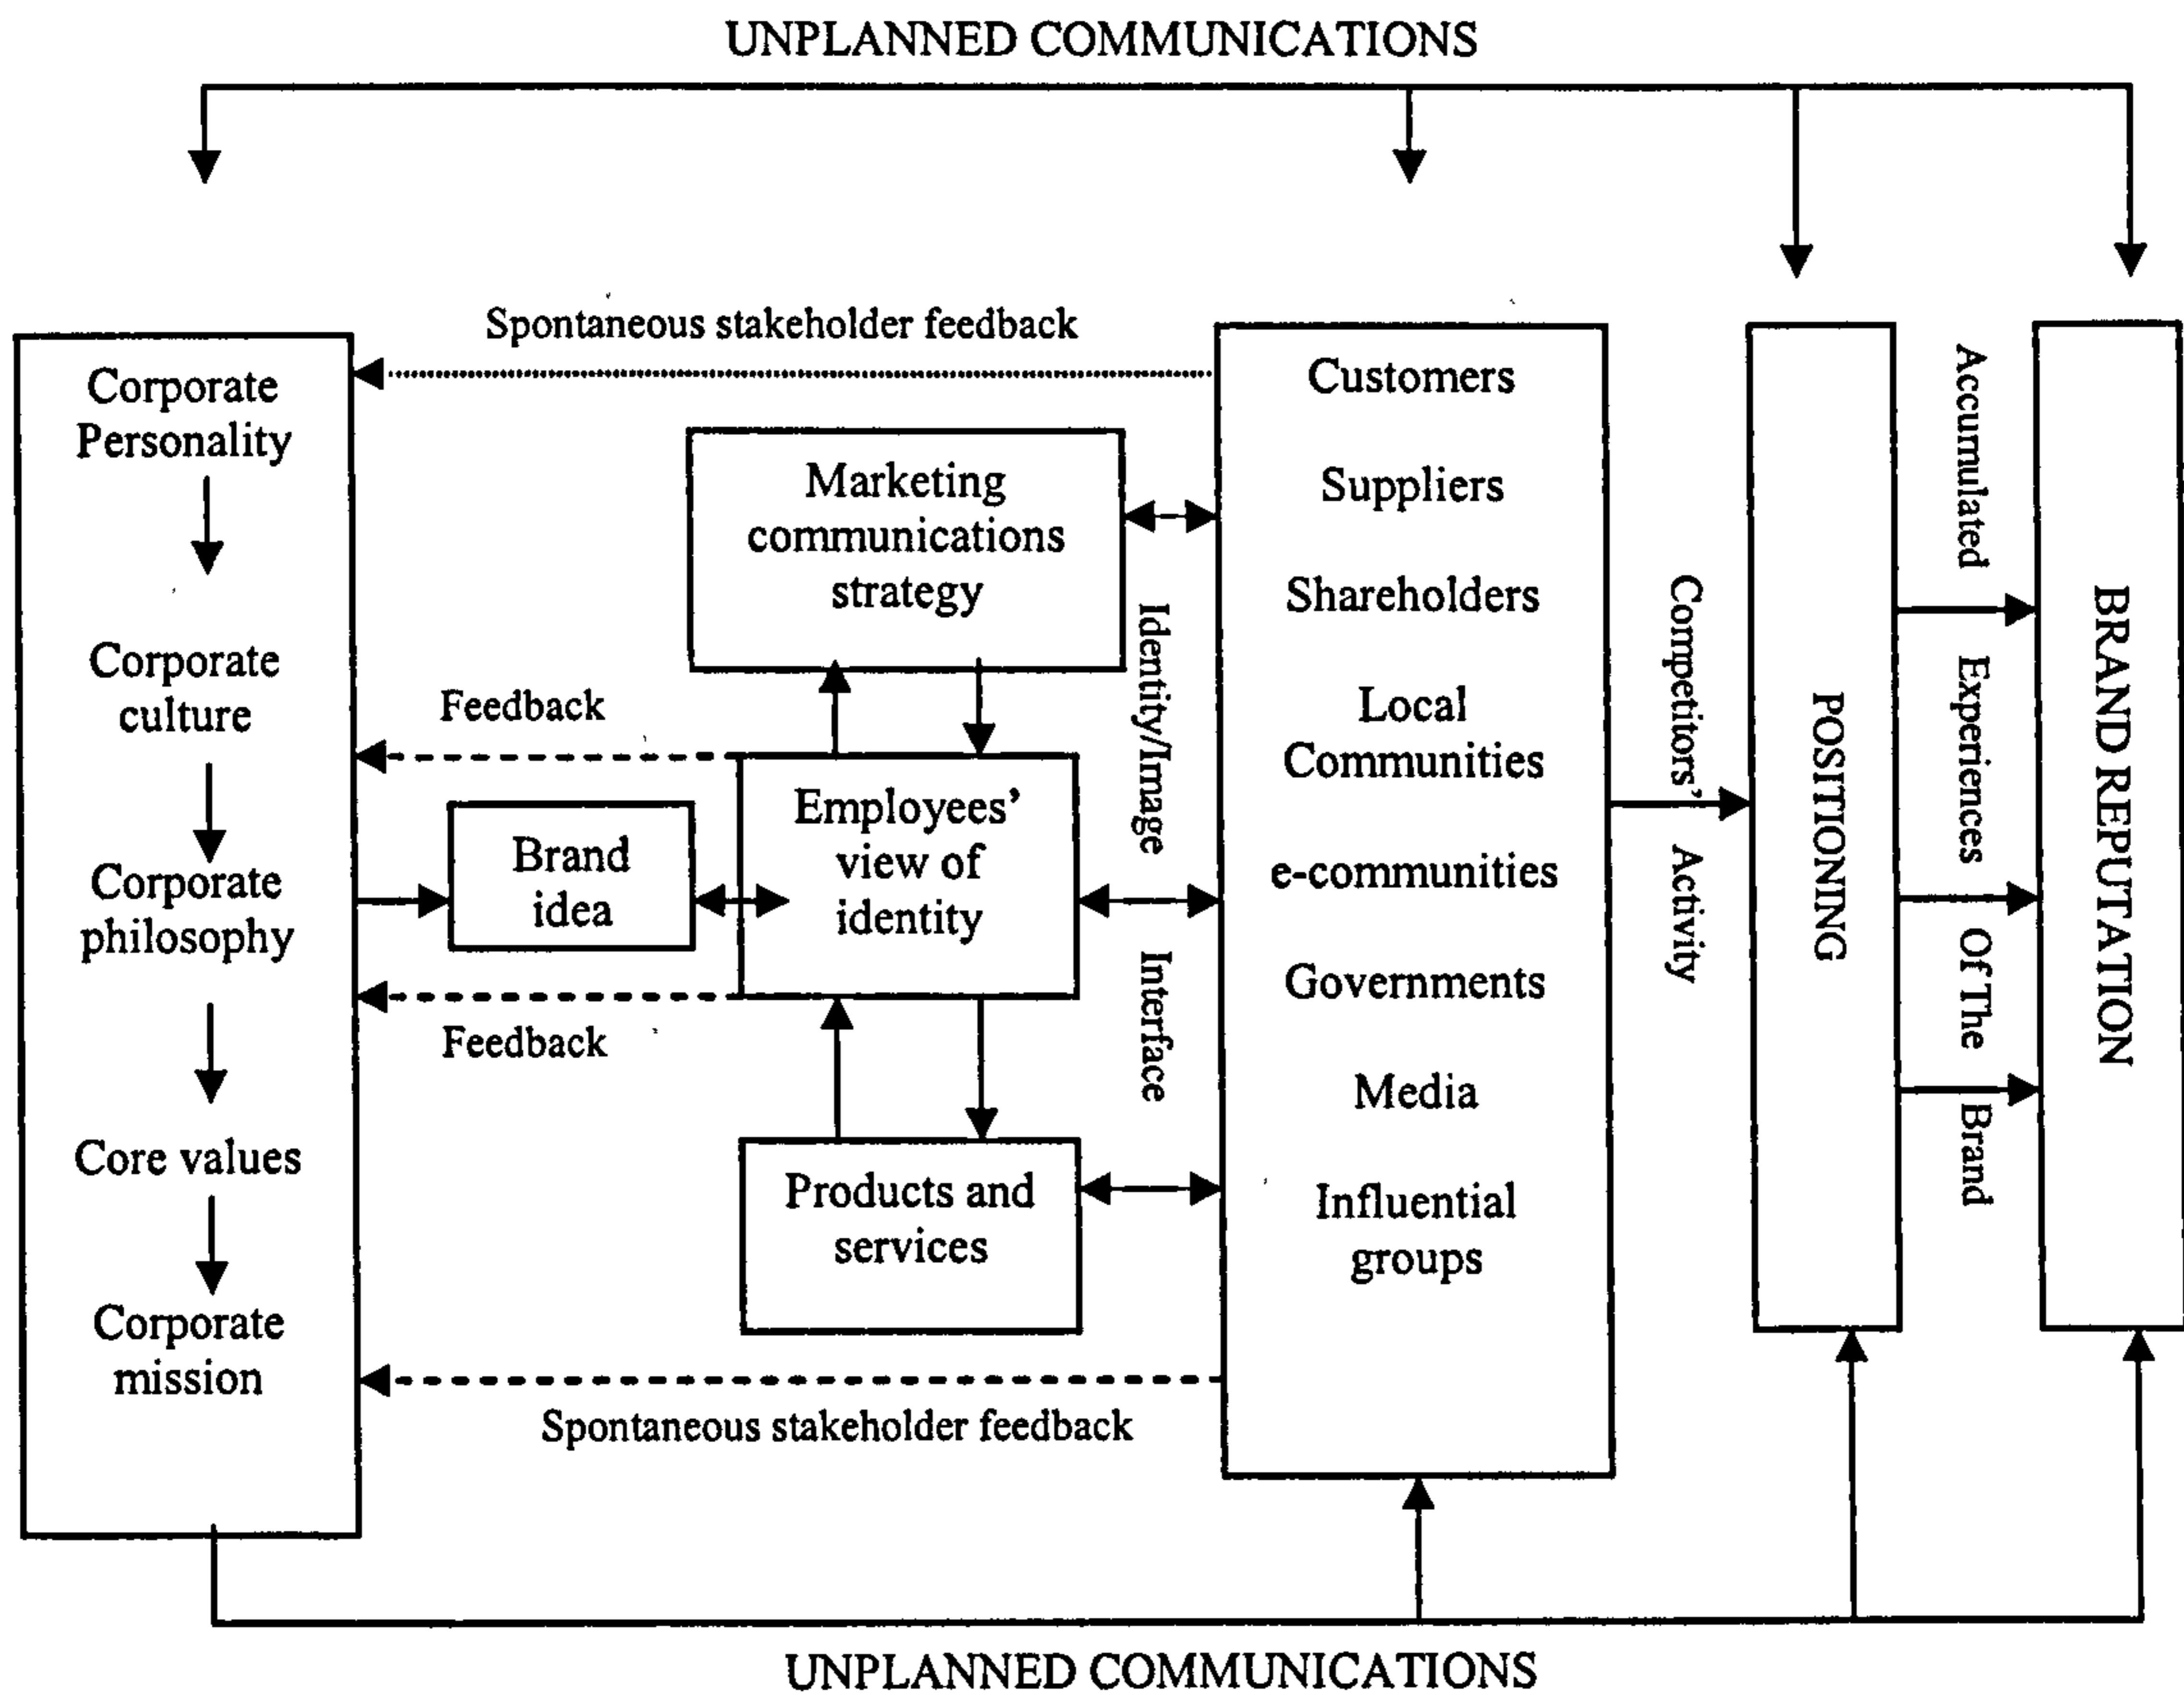 UNPLANNED COMMUNICATIONS
Spontaneous stakeholder feedback
Corporate
Personality
Corporate
culture
Corporate
philosophy
Core values
Corporate
mission
Feedback
Brand
idea
Feedback
Marketing
communications
strategy
Employees’
view of
identity
Products and
services
Spontaneous stakeholder feedback
Identity/Image Interface
Customers
Suppliers
Shareholders
Local
Communities
e-communities
Governments
Media
Influential
groups
Competitors’ Activity
POSITIONING
Accumulated Experiences Of The Brand
BRAND REPUTATION
UNPLANNED COMMUNICATIONS